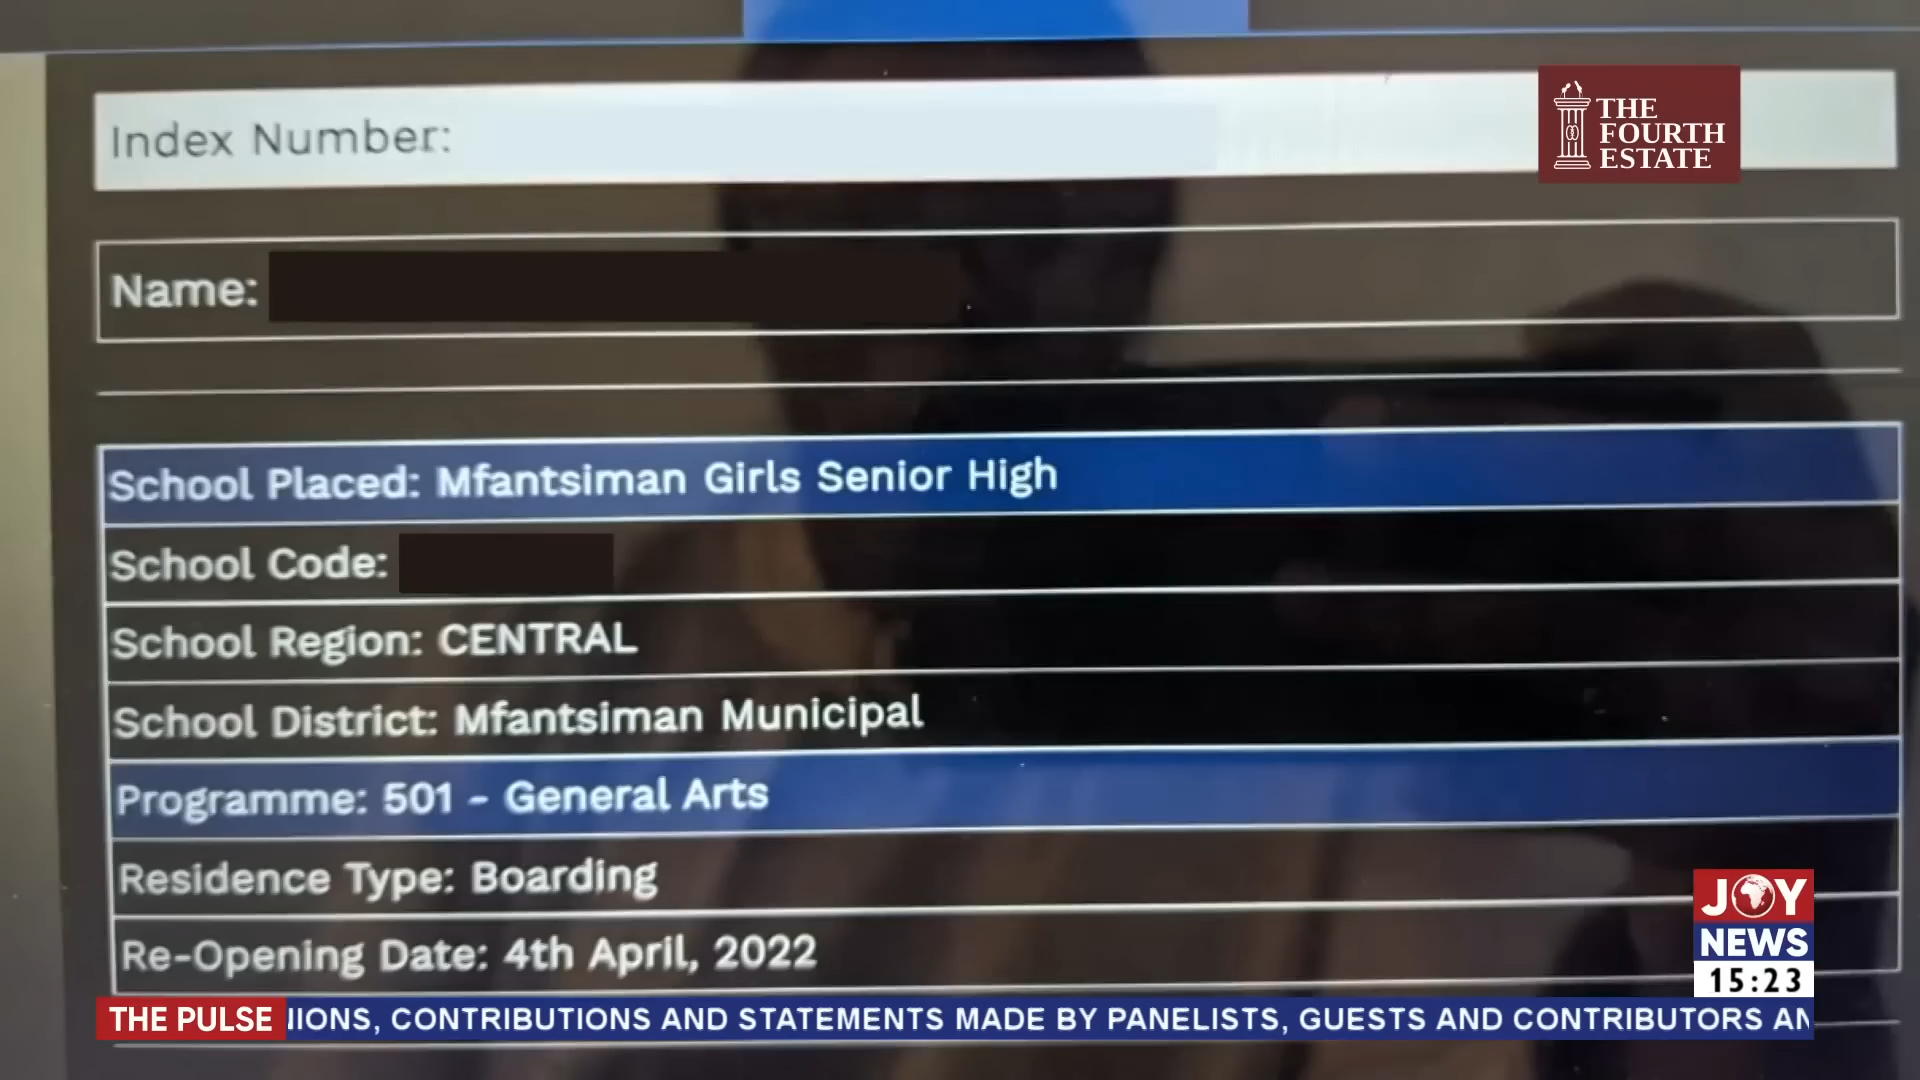 Index Number:
THE
FOURTH
ESTATE
Name:
School Placed: Mfantsiman Girls Senior High
School Code:
School Region: CENTRAL
School District: Mfantsiman Municipal
Programme: 501 - General Arts
Residence Type: Boarding
Re-Opening Date: 4th April, 2022
JOY
NEWS
15:23
THE PULSE
CONTRIBUTIONS AND STATEMENTS MADE BY PANELISTS, GUESTS AND CONTRIBUTORS